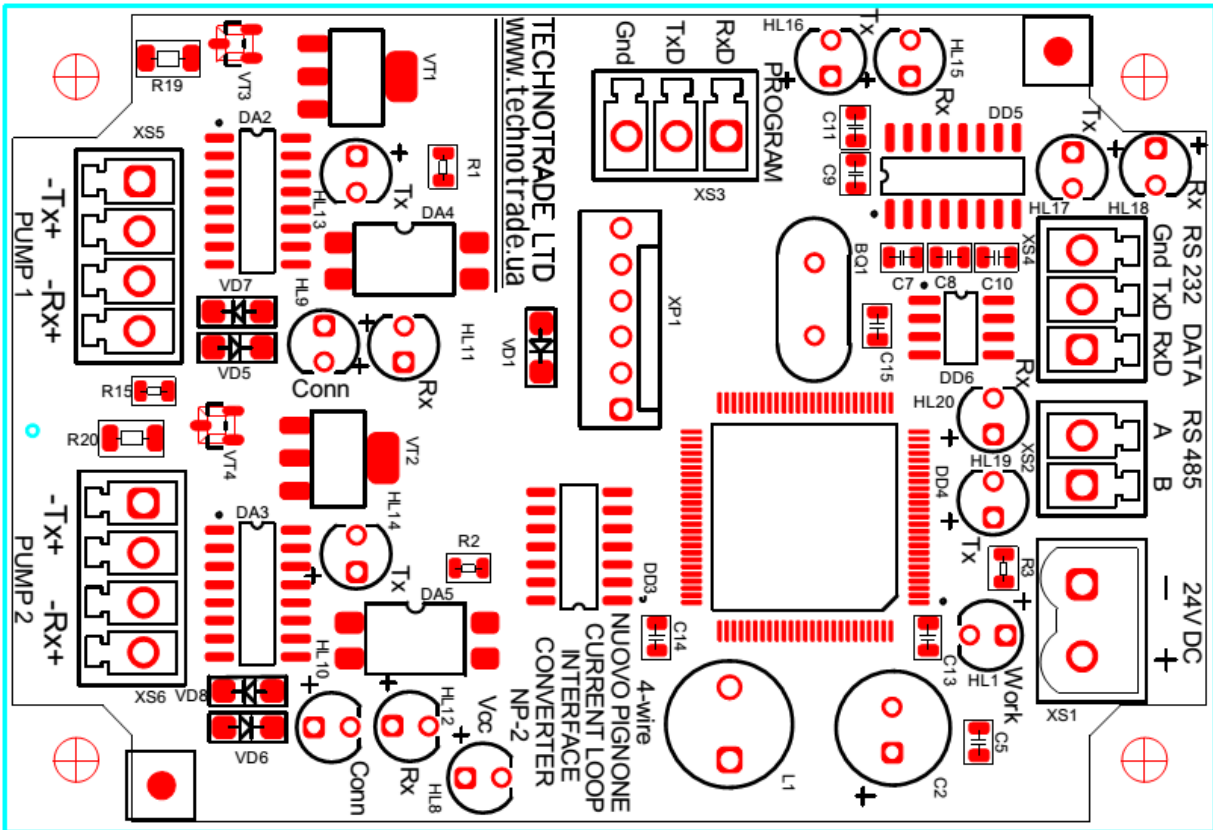 R19
VT3
VT1
XS5
DA2
-Tx+
-Rx+
PUMP 1
HL13
Tx
R1
DA4
VD7
VD5
HL9
Conn
HL11
Rx
TECHNOTRADE LTD
www.technotrade.ua
VD1
Gnd
TxD
RxD
PROGRAM
XS3
HL16
Tx
HL15
Rx
C11
C9
DD5
Tx
HL17
HL18
Rx
XP1
BQ1
C7
C8
C10
XS4
C15
DD6
Gnd TxD RxD
RS 232 DATA
R15
R20
VT4
VT2
HL14
Tx
HL20
Rx
XS2
HL19
Tx
DD4
A
B
RS 485
-Tx+
-Rx+
PUMP 2
XS6
DA3
R2
DA5
DD3
R3
C14
C13
HL1
Work
XS1
- +
24V DC
VD8
VD6
HL10
Conn
HL12
Rx
Vcc
HL8
NUOVO PIGNONE
CURRENT LOOP
INTERFACE
CONVERTER
NP-2
4-wire
L1
C2
C5